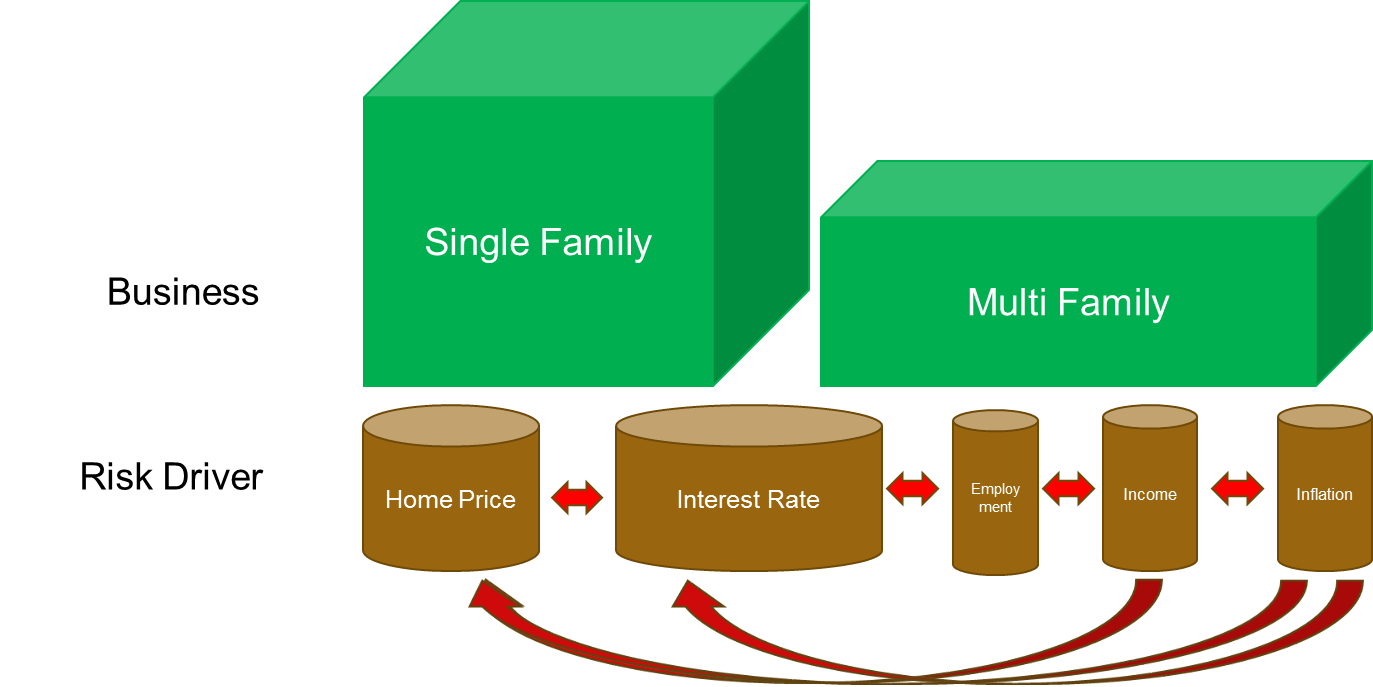 Single Family
Business
Multi Family
Risk Driver
Home Price
Interest Rate
Employ
ment
Income
Inflation